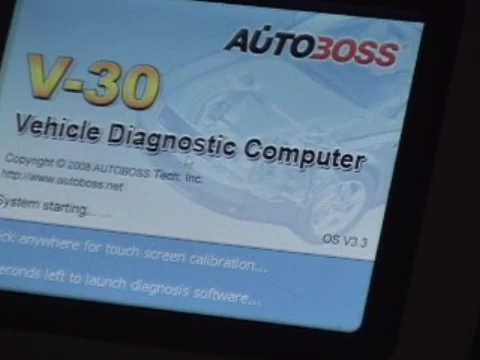 AUTOBOSS
V-30
Vehicle Diagnostic Computer
Copyright © 2008 AUTOBOSS Tech. Inc.
http://www.autoboss.net
System starting...
OS V3.3
ick anywhere for touch screen calibration...
econds left to launch diagnosis software...